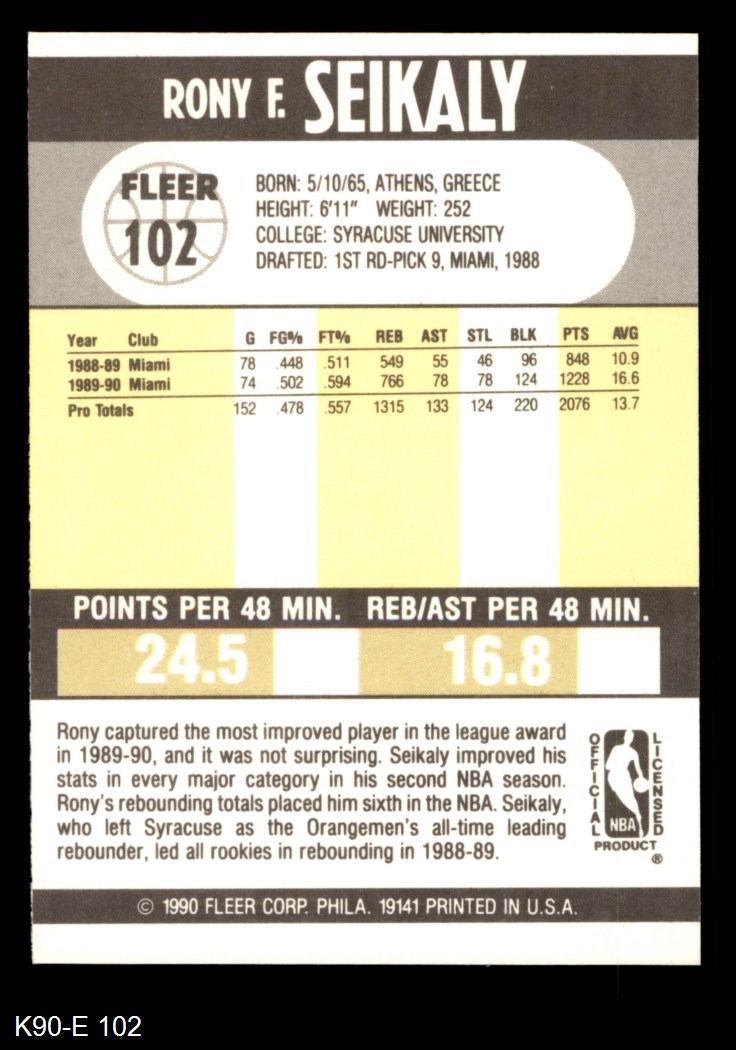 RONY F. SEIKALY
FLEER
102
BORN: 5/10/65, ATHENS, GREECE
HEIGHT: 6'11" WEIGHT: 252
COLLEGE: SYRACUSE UNIVERSITY
DRAFTED: 1ST RD-PICK 9, MIAMI, 1988
Year Club G FG% FT% REB AST STL BLK PTS AVG
1988-89 Miami 78 .448 .511 549 55 46 96 848 10.9
1989-90 Miami 74 .502 .594 766 78 78 124 1228 16.6
Pro Totals 152 .478 .557 1315 133 124 220 2076 13.7
POINTS PER 48 MIN. REB/AST PER 48 MIN.
24.5 16.8
Rony captured the most improved player in the league award
in 1989-90, and it was not surprising. Seikaly improved his
stats in every major category in his second NBA season.
Rony's rebounding totals placed him sixth in the NBA. Seikaly,
who left Syracuse as the Orangemen's all-time leading
rebounder, led all rookies in rebounding in 1988-89.
OFFICIAL
LICENSED
NBA
PRODUCT
®
© 1990 FLEER CORP. PHILA. 19141 PRINTED IN U.S.A.
K90-E 102